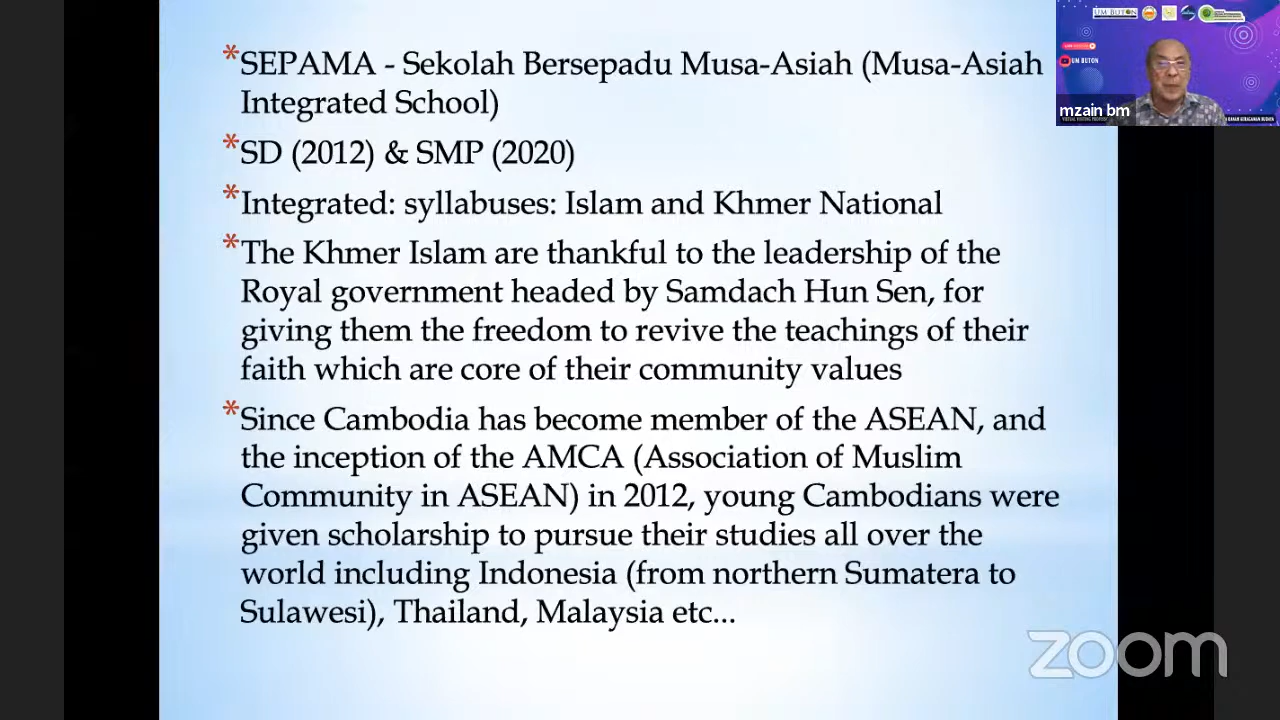 *SEPAMA - Sekolah Bersepadu Musa-Asiah (Musa-Asiah
Integrated School)
*SD (2012) & SMP (2020)
*Integrated: syllabuses: Islam and Khmer National
*The Khmer Islam are thankful to the leadership of the
Royal government headed by Samdach Hun Sen, for
giving them the freedom to revive the teachings of their
faith which are core of their community values
*Since Cambodia has become member of the ASEAN, and
the inception of the AMCA (Association of Muslim
Community in ASEAN) in 2012, young Cambodians were
given scholarship to pursue their studies all over the
world including Indonesia (from northern Sumatera to
Sulawesi), Thailand, Malaysia etc...
UM BUTON
UM BUTON
mzain bm
zoom